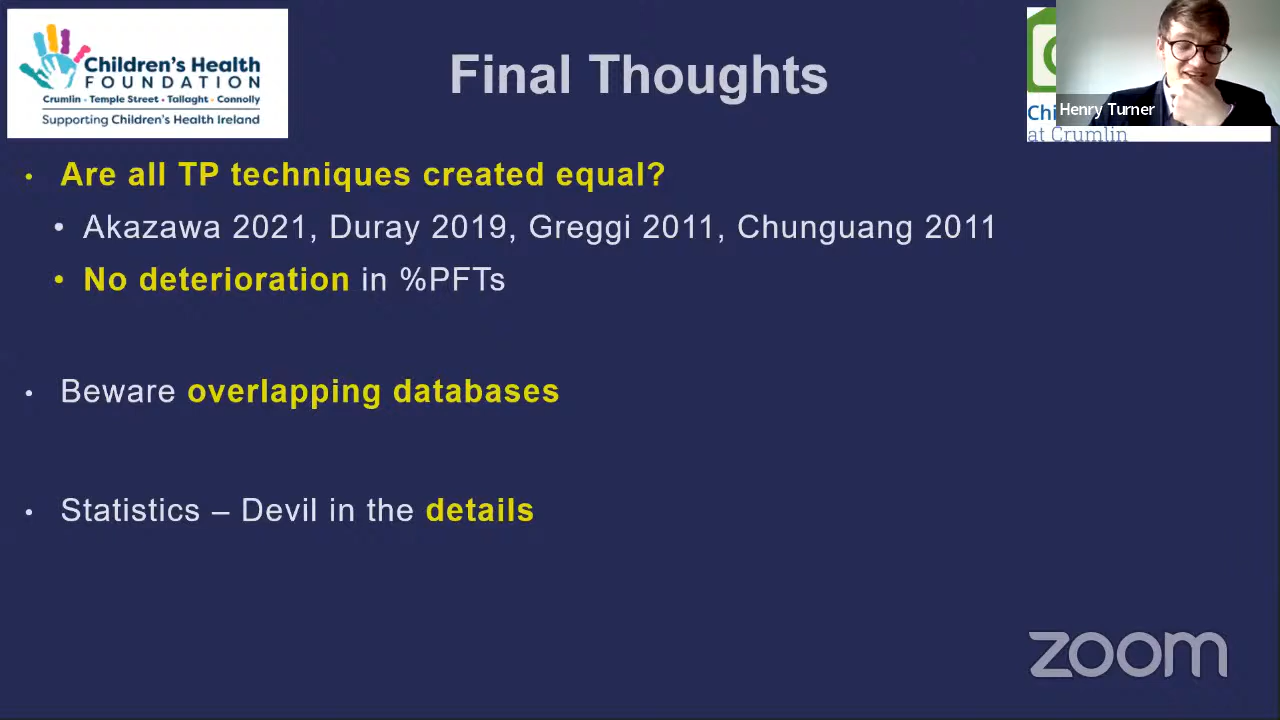 Children's Health
FOUNDATION
Crumlin • Temple Street • Tallaght • Connolly
Supporting Children's Health Ireland
Final Thoughts
Henry Turner
at Crumlin
• Are all TP techniques created equal?
• Akazawa 2021, Duray 2019, Greggi 2011, Chunguang 2011
• No deterioration in %PFTs
• Beware overlapping databases
• Statistics – Devil in the details
zoom